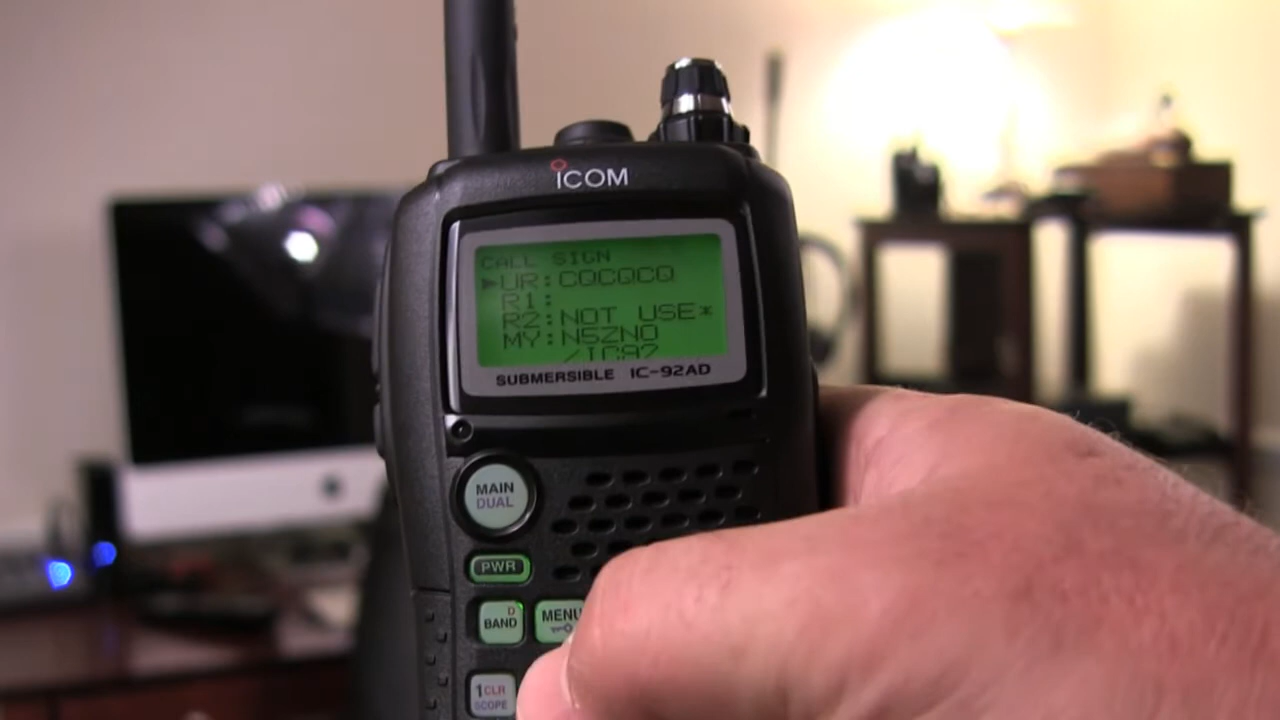 ICOM
CALL SIGN
▶UR:CQCQCQ
R1:
R2:NOT USE*
MY:N5ZNO
SUBMERSIBLE IC-92AD
MAIN
DUAL
PWR
D
BAND
MENU
1 CLR
SCOPE